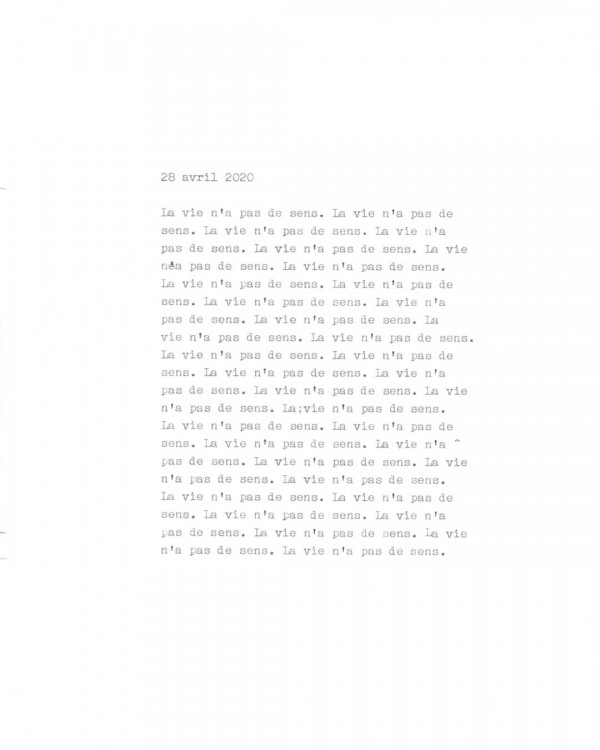 28 avril 2020
La vie n'a pas de sens. La vie n'a pas de
sens. La vie n'a pas de sens. La vie n'a
pas de sens. La vie n'a pas de sens. La vie
n'a pas de sens. La vie n'a pas de sens.
La vie n'a pas de sens. La vie n'a pas de
sens. La vie n'a pas de sens. La vie n'a
pas de sens. La vie n'a pas de sens. La
vie n'a pas de sens. La vie n'a pas de sens.
La vie n'a pas de sens. La vie n'a pas de
sens. La vie n'a pas de sens. La vie n'a
pas de sens. La vie n'a pas de sens. La vie
n'a pas de sens. La;vie n'a pas de sens.
La vie n'a pas de sens. La vie n'a pas de
sens. La vie n'a pas de sens. La vie n'a ^
pas de sens. La vie n'a pas de sens. La vie
n'a pas de sens. La vie n'a pas de sens.
La vie n'a pas de sens. La vie n'a pas de
sens. La vie n'a pas de sens. La vie n'a
pas de sens. La vie n'a pas de sens. La vie
n'a pas de sens. La vie n'a pas de sens.